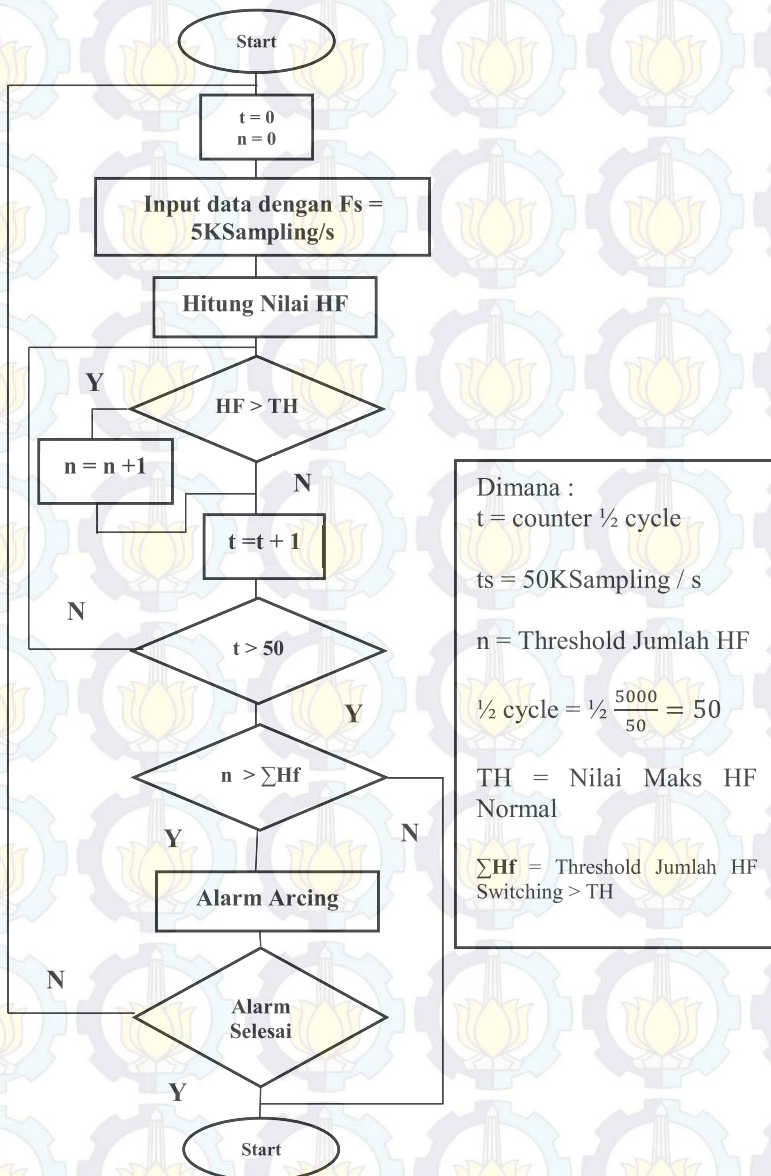 Start
t = 0
n = 0
Input data dengan Fs =
5KSampling/s
Hitung Nilai HF
Y
HF > TH
n = n +1
N
t =t + 1
N
t > 50
Y
n > ∑Hf
Y
N
Alarm Arcing
N
Alarm
Selesai
Y
Start
Dimana :
t = counter ½ cycle
ts = 50KSampling / s
n = Threshold Jumlah HF
½ cycle = ½ 5000/50 = 50
TH = Nilai Maks HF
Normal
∑Hf = Threshold Jumlah HF
Switching > TH